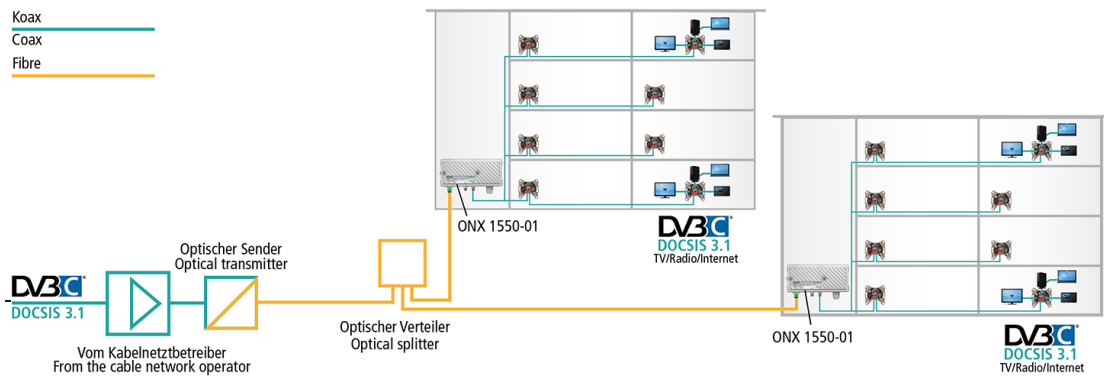 Koax
Coax
Fibre
ONX 1550-01
DVB C
DOCSIS 3.1
TV/Radio/Internet
Optischer Sender
Optical transmitter
DVB C
DOCSIS 3.1
Optischer Verteiler
Optical splitter
Vom Kabelnetztbetreiber
From the cable network operator
ONX 1550-01
DVB C
DOCSIS 3.1
TV/Radio/Internet